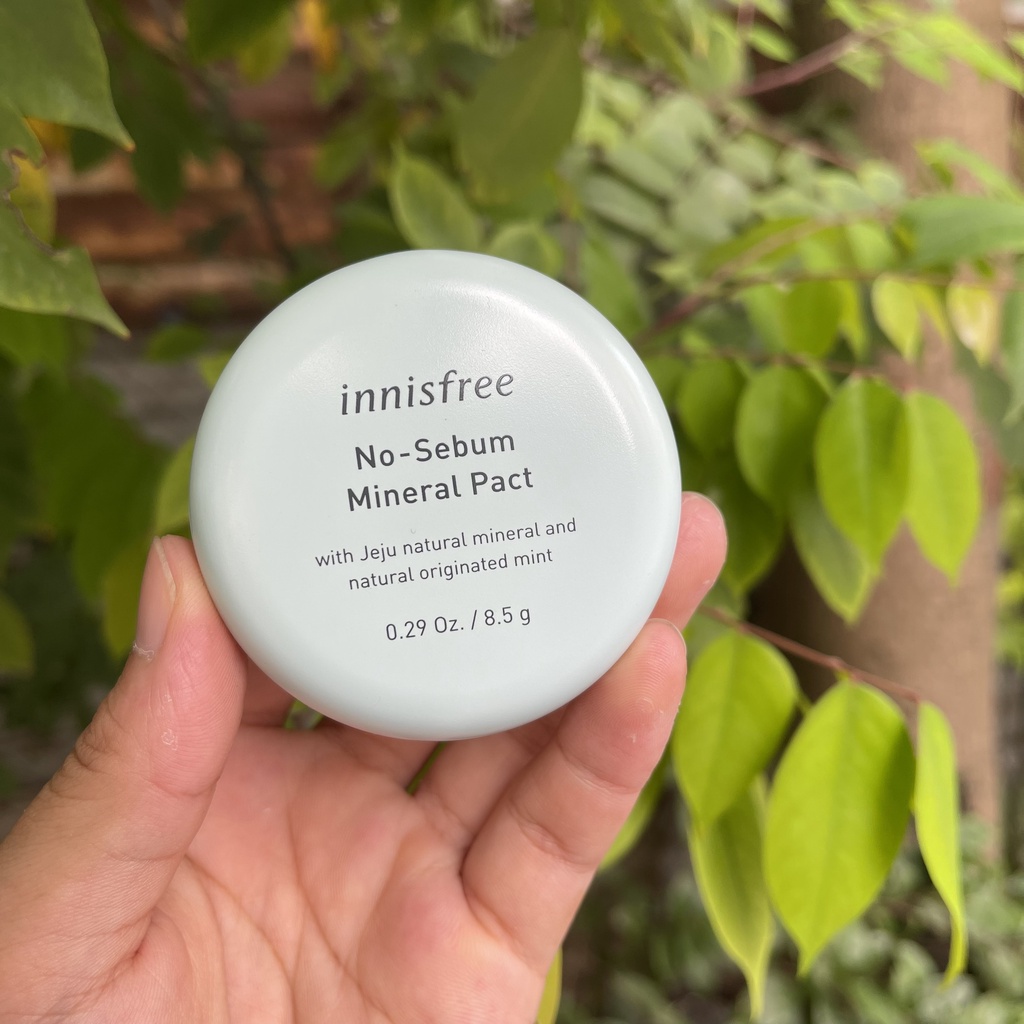 innisfree
No-Sebum
Mineral Pact
with Jeju natural mineral and
natural originated mint
0.29 Oz. / 8.5 g